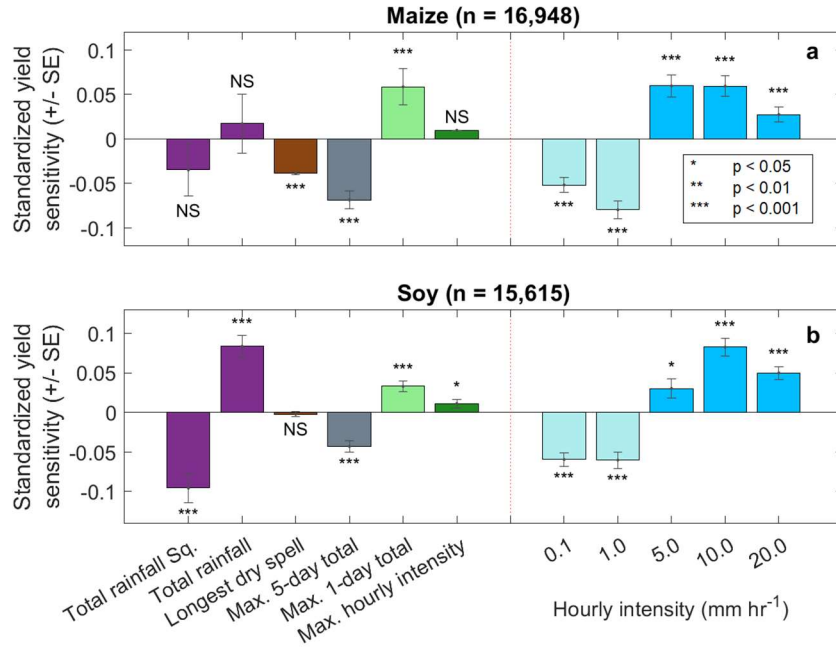 Maize (n = 16,948)
a
Standardized yield
sensitivity (+/- SE)
0.1
0.05
0
-0.05
-0.1
NS
NS
***
***
***
NS
***
***
***
***
***
* p < 0.05
** p < 0.01
*** p < 0.001
Soy (n = 15,615)
b
Standardized yield
sensitivity (+/- SE)
0.1
0.05
0
-0.05
-0.1
***
***
NS
***
***
*
***
***
*
***
***
Total rainfall Sq.
Total rainfall
Longest dry spell
Max. 5-day total
Max. 1-day total
Max. hourly intensity
0.1
1.0
5.0
10.0
20.0
Hourly intensity (mm hr⁻¹)